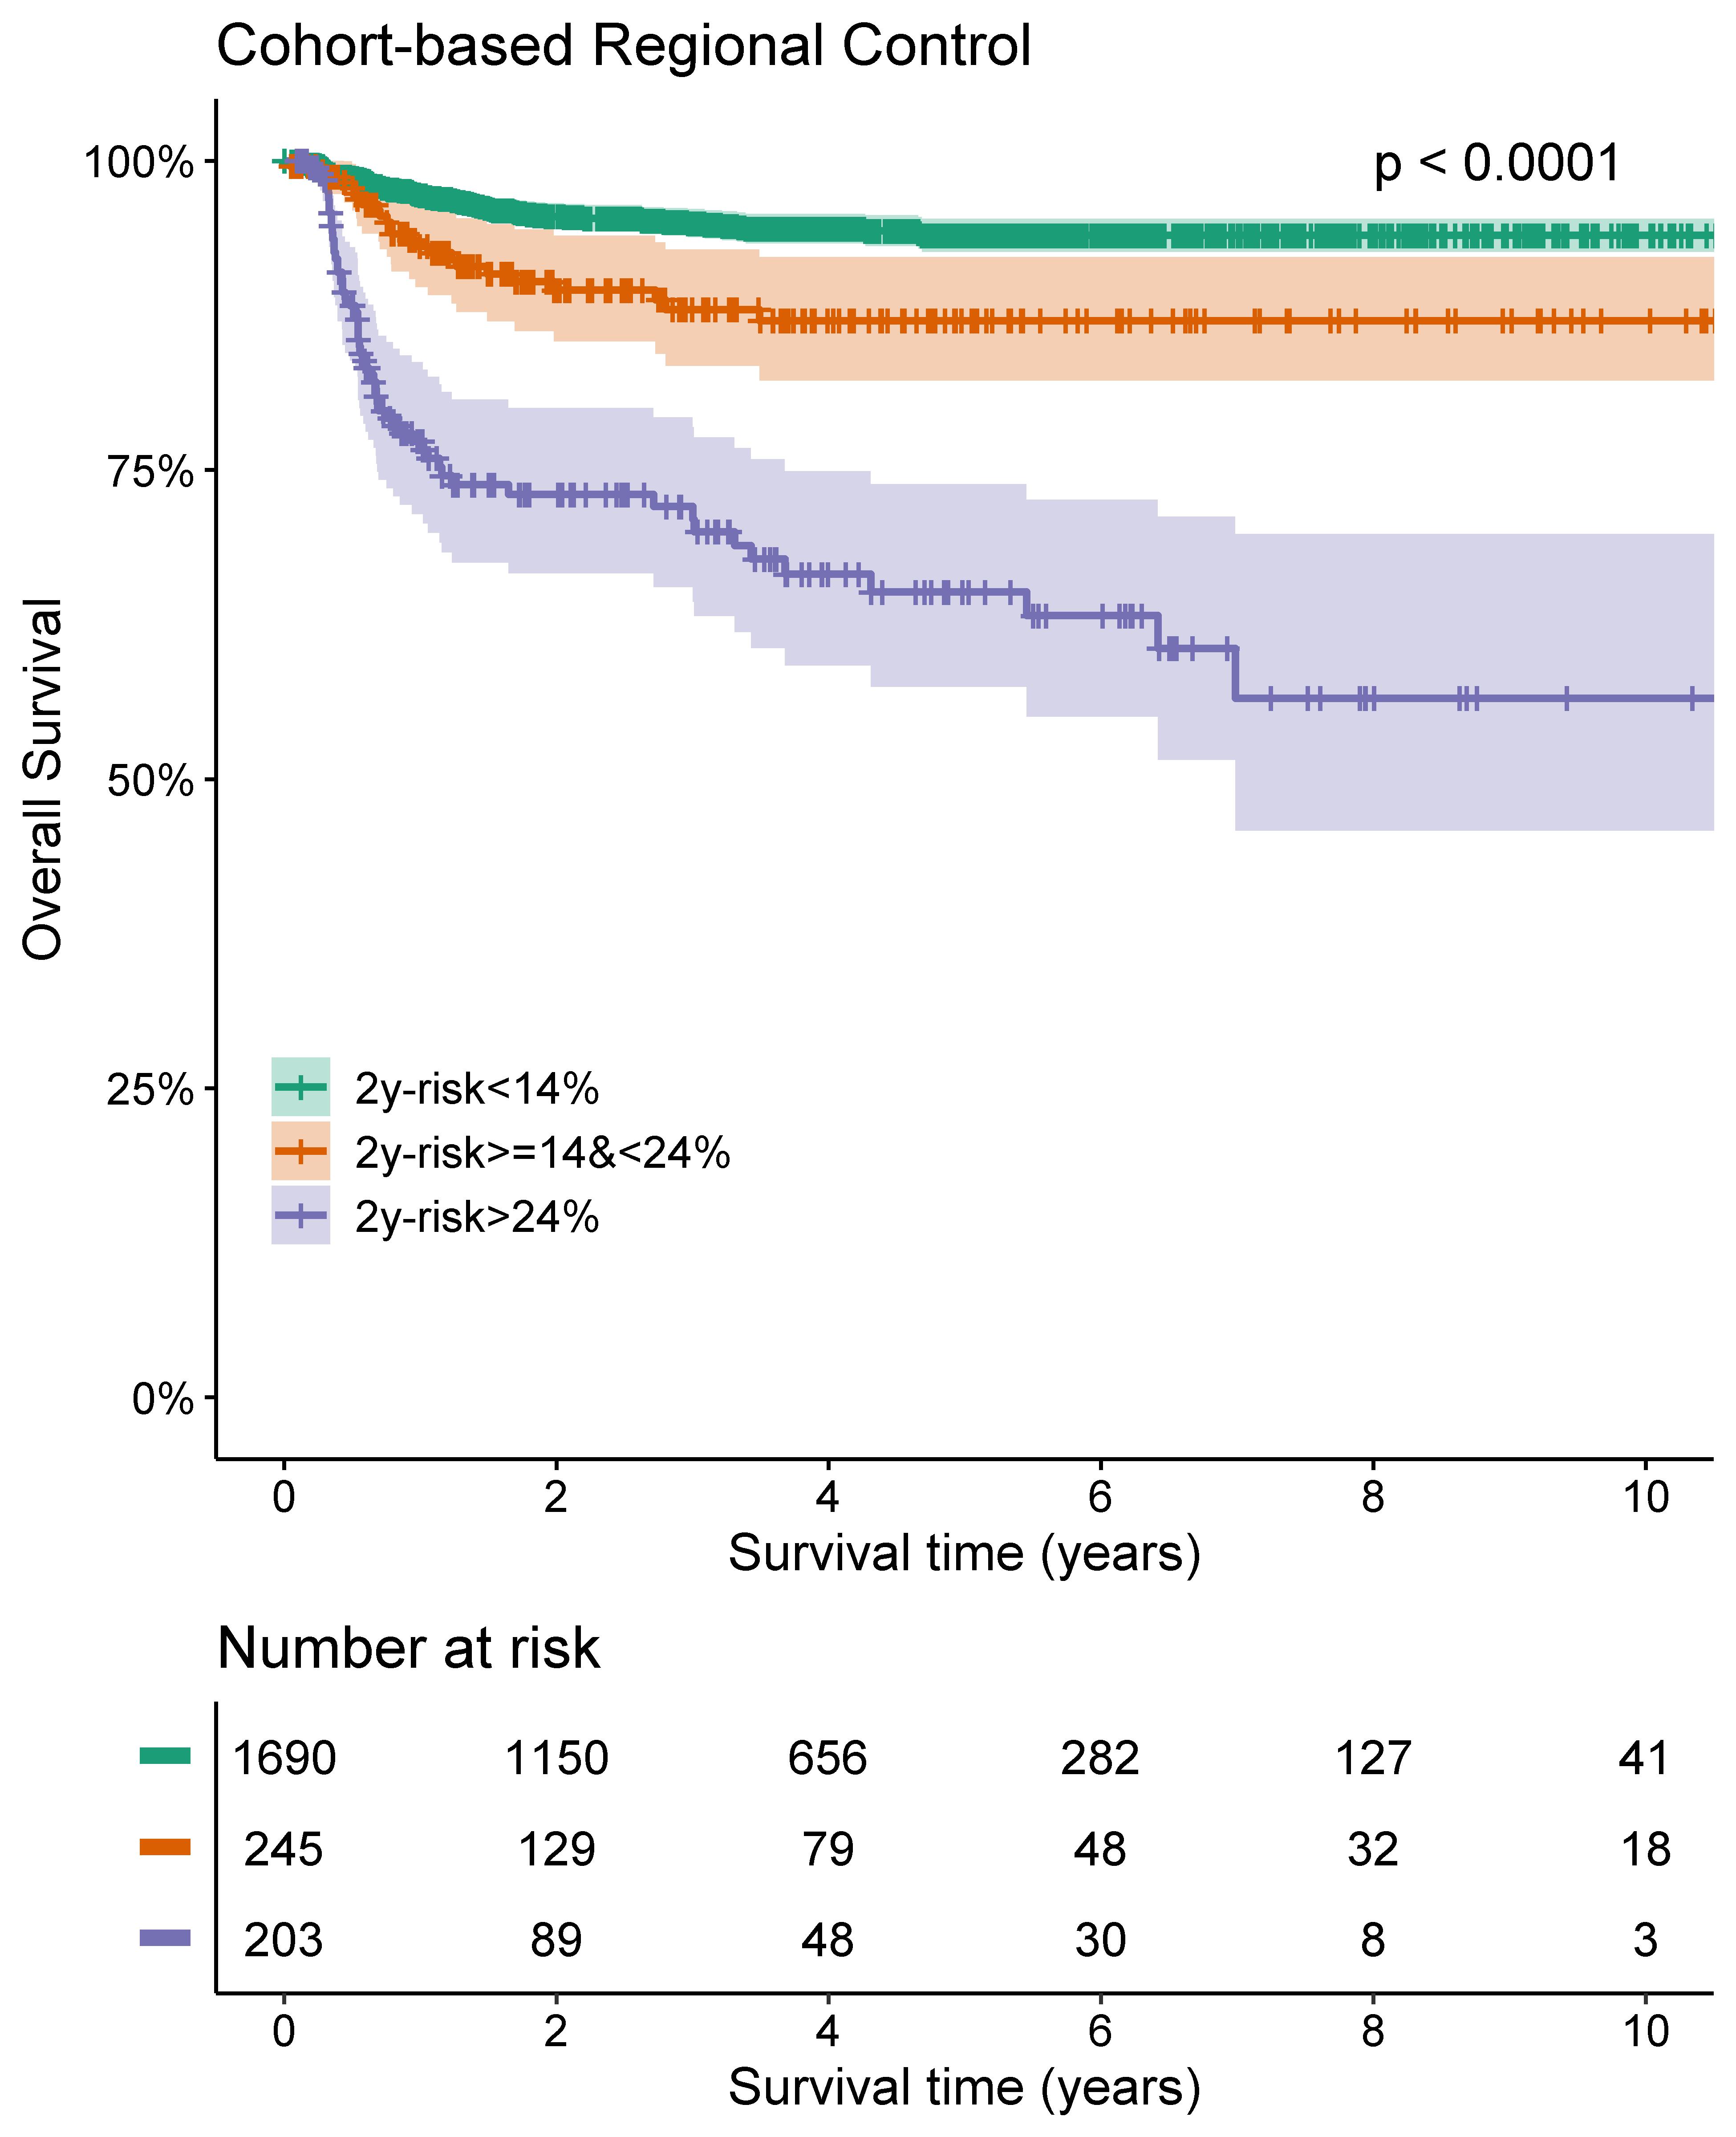 Cohort-based Regional Control
p < 0.0001
100%
75%
50%
25%
0%
Overall Survival
2y-risk<14%
2y-risk>=14&<24%
2y-risk>24%
0 2 4 6 8 10
Survival time (years)
Number at risk
1690 1150 656 282 127 41
245 129 79 48 32 18
203 89 48 30 8 3
0 2 4 6 8 10
Survival time (years)